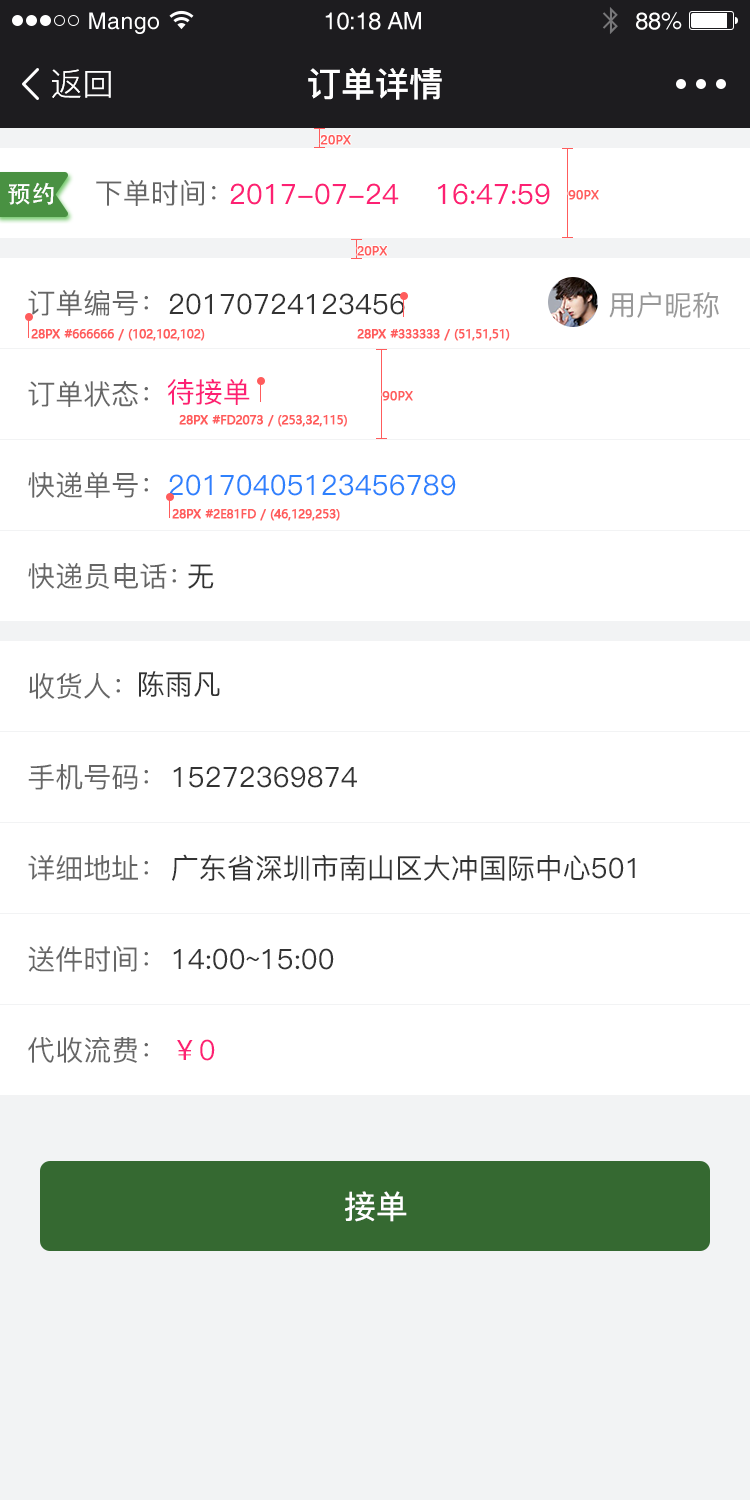 Mango 10:18 AM 88%
返回 订单详情
20PX
预约 下单时间：2017-07-24 16:47:59 90PX
20PX
订单编号：20170724123456 用户昵称
28PX #666666 / (102,102,102) 28PX #333333 / (51,51,51)
订单状态：待接单 90PX
28PX #FD2073 / (253,32,115)
快递单号：20170405123456789
28PX #2E81FD / (46,129,253)
快递员电话：无
收货人：陈雨凡
手机号码：15272369874
详细地址：广东省深圳市南山区大冲国际中心501
送件时间：14:00~15:00
代收流费：￥0
接单